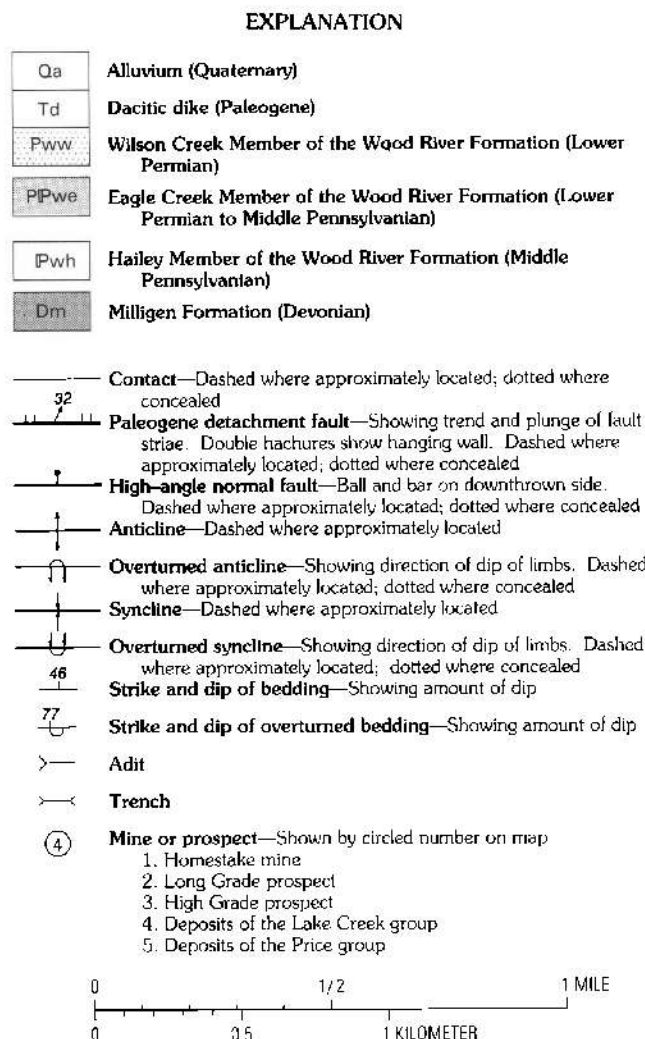 EXPLANATION
Qa Alluvium (Quaternary)
Td Dacitic dike (Paleogene)
Pww Wilson Creek Member of the Wood River Formation (Lower
Permian)
PℙPwe Eagle Creek Member of the Wood River Formation (Lower
Permian to Middle Pennsylvanian)
ℙwh Hailey Member of the Wood River Formation (Middle
Pennsylvanian)
Dm Milligen Formation (Devonian)
Contact—Dashed where approximately located; dotted where
concealed
32
Paleogene detachment fault—Showing trend and plunge of fault
striae. Double hachures show hanging wall. Dashed where
approximately located; dotted where concealed
High-angle normal fault—Ball and bar on downthrown side.
Dashed where approximately located; dotted where concealed
Anticline—Dashed where approximately located
Overturned anticline—Showing direction of dip of limbs. Dashed
where approximately located; dotted where concealed
Syncline—Dashed where approximately located
Overturned syncline—Showing direction of dip of limbs. Dashed
where approximately located; dotted where concealed
46
Strike and dip of bedding—Showing amount of dip
77
Strike and dip of overturned bedding—Showing amount of dip
Adit
Trench
4 Mine or prospect—Shown by circled number on map
1. Homestake mine
2. Long Grade prospect
3. High Grade prospect
4. Deposits of the Lake Creek group
5. Deposits of the Price group
0 1/2 1 MILE
0 0.5 1 KILOMETER